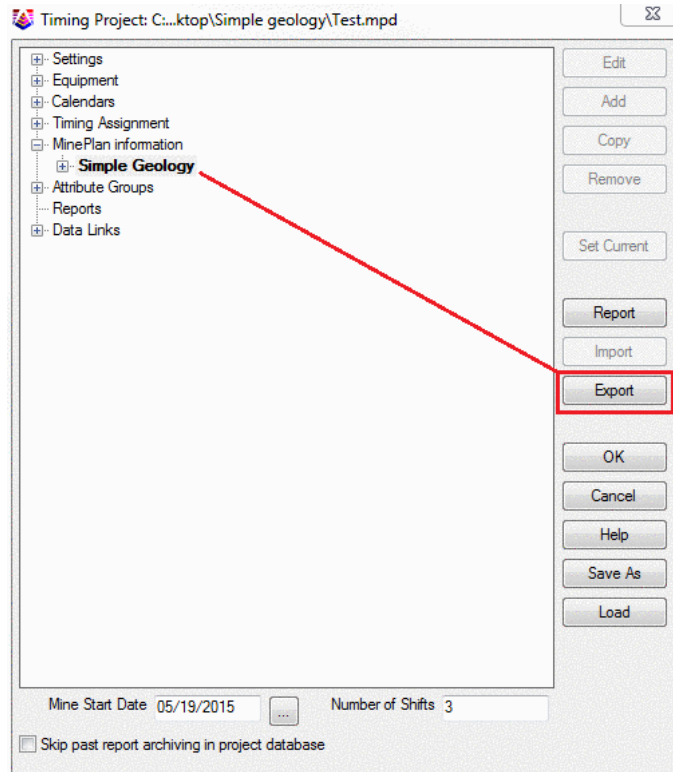 Timing Project: C:...ktop\Simple geology\Test.mpd
Settings
Equipment
Calendars
Timing Assignment
MinePlan information
Simple Geology
Attribute Groups
Reports
Data Links
Edit
Add
Copy
Remove
Set Current
Report
Import
Export
OK
Cancel
Help
Save As
Load
Mine Start Date 05/19/2015 ... Number of Shifts 3
Skip past report archiving in project database